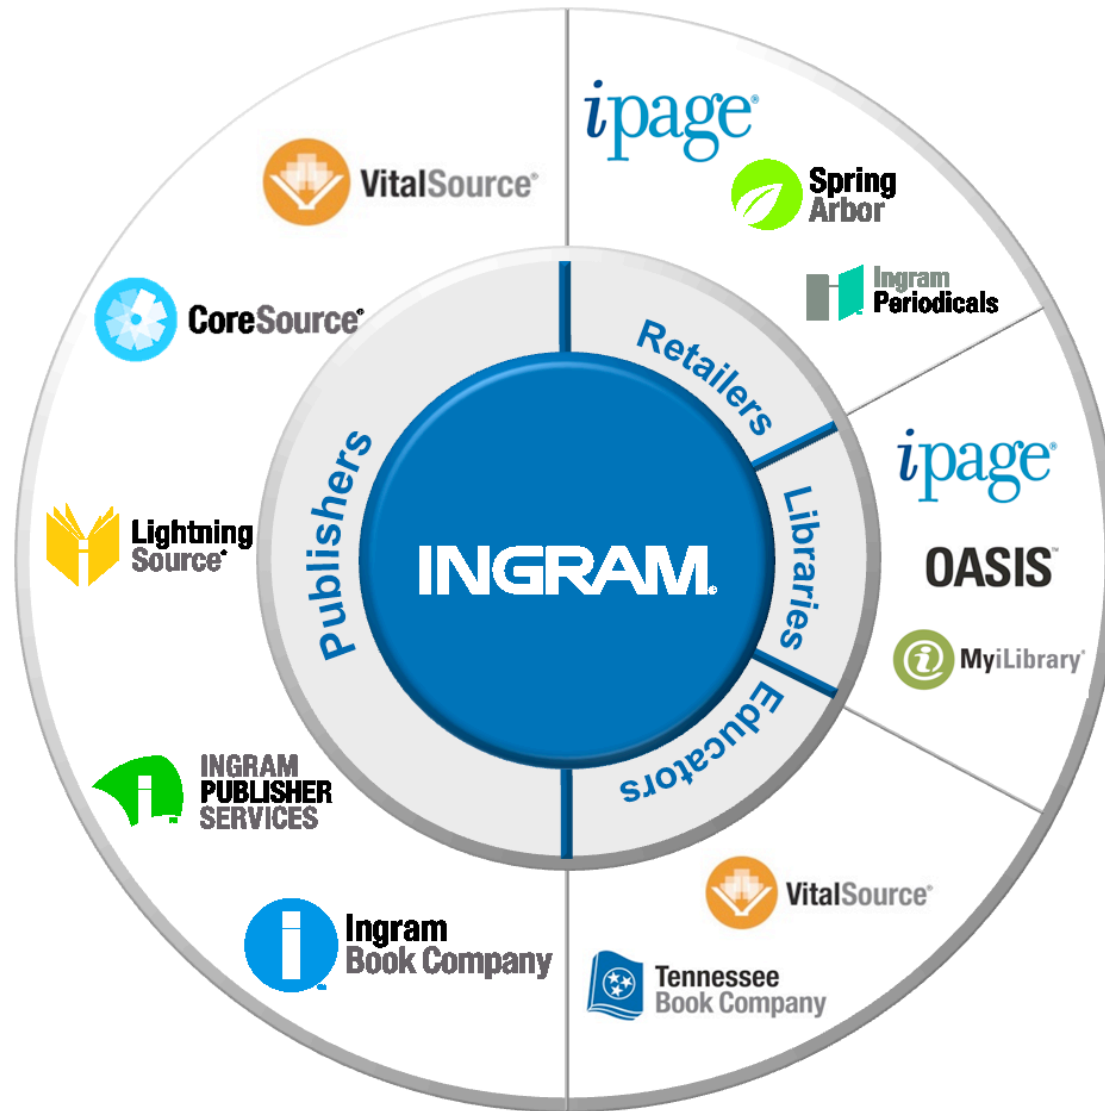 ipage®
Spring
Arbor
Ingram
Periodicals
VitalSource®
CoreSource®
Lightning
Source®
INGRAM
PUBLISHER
SERVICES
Ingram
Book Company
Publishers
Retailers
Libraries
Educators
INGRAM®
ipage®
OASIS™
MyiLibrary®
VitalSource®
Tennessee
Book Company